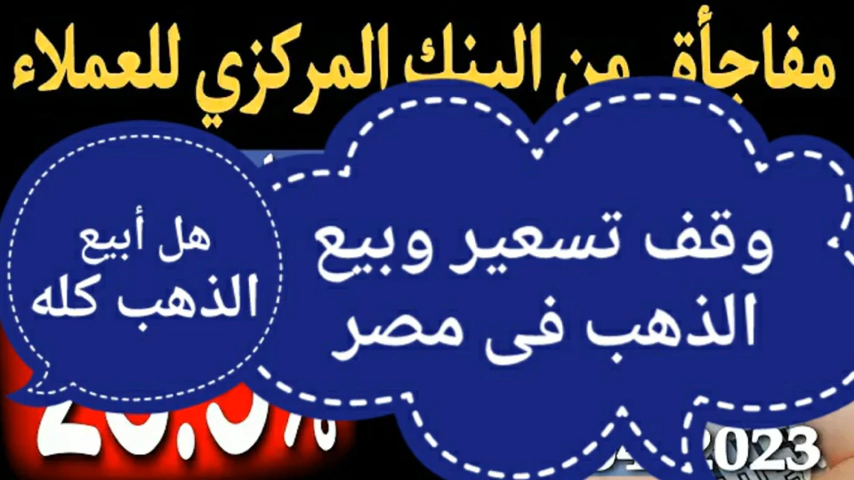 مفاجأة من البنك المركزي للعملاء
هل أبيع
الذهب كله
وقف تسعير وبيع
الذهب فى مصر
2023